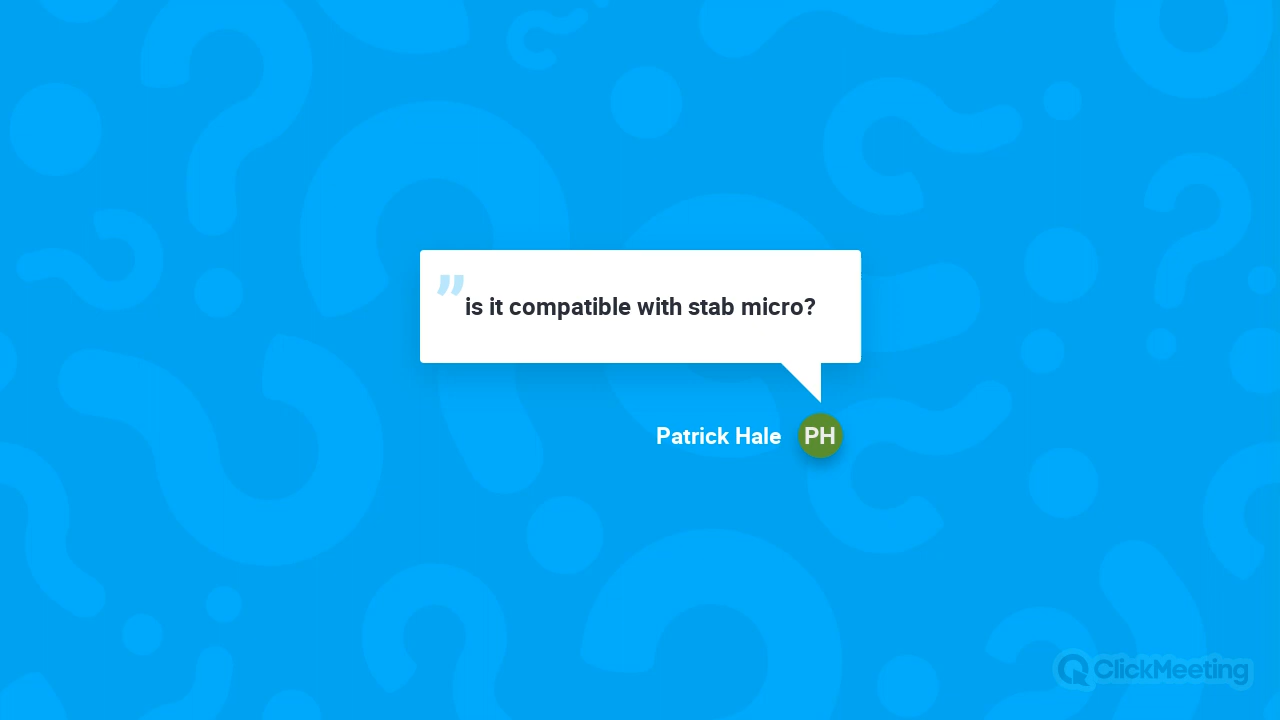 ”
is it compatible with stab micro?
Patrick Hale
PH
ClickMeeting